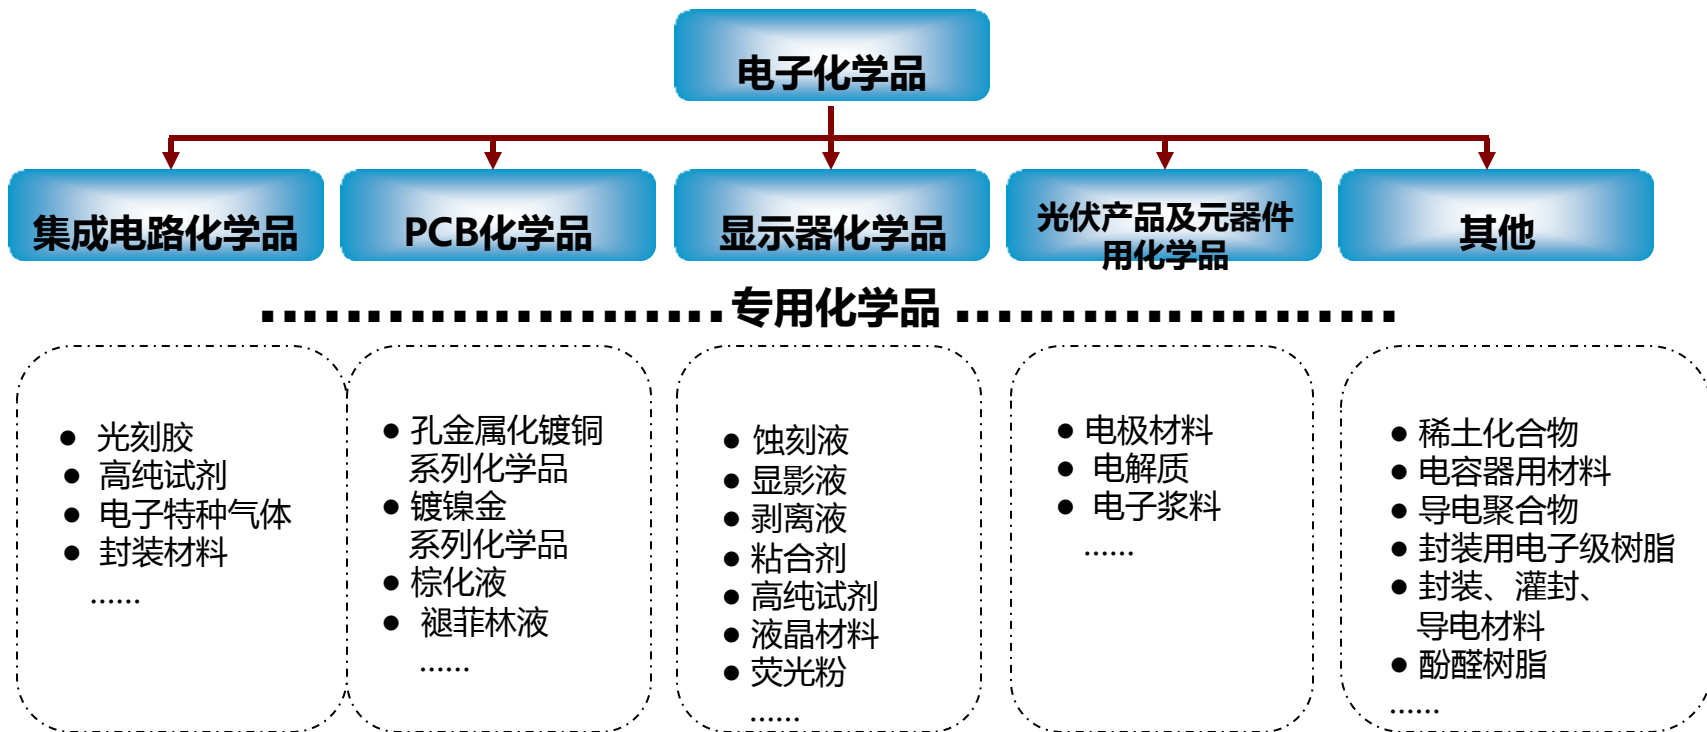 电子化学品
集成电路化学品
PCB化学品
显示器化学品
光伏产品及元器件
用化学品
其他
专用化学品
● 光刻胶
● 高纯试剂
● 电子特种气体
● 封装材料
……
● 孔金属化镀铜
系列化学品
● 镀镍金
系列化学品
● 棕化液
● 褪菲林液
……
● 蚀刻液
● 显影液
● 剥离液
● 粘合剂
● 高纯试剂
● 液晶材料
● 荧光粉
……
● 电极材料
● 电解质
● 电子浆料
……
● 稀土化合物
● 电容器用材料
● 导电聚合物
● 封装用电子级树脂
● 封装、灌封、
导电材料
● 酚醛树脂
……